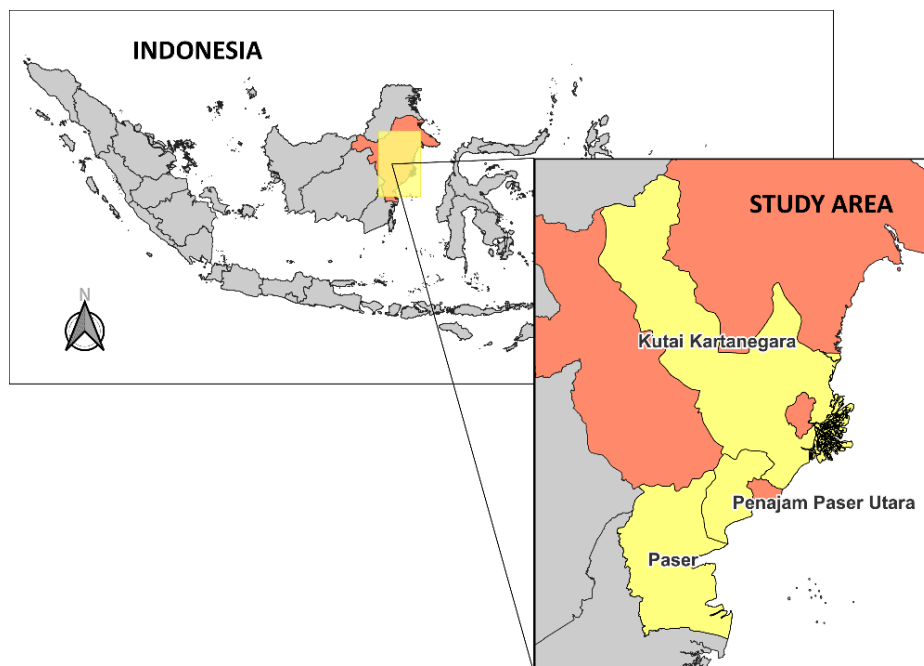 INDONESIA
STUDY AREA
N
Kutai Kartanegara
Penajam Paser Utara
Paser